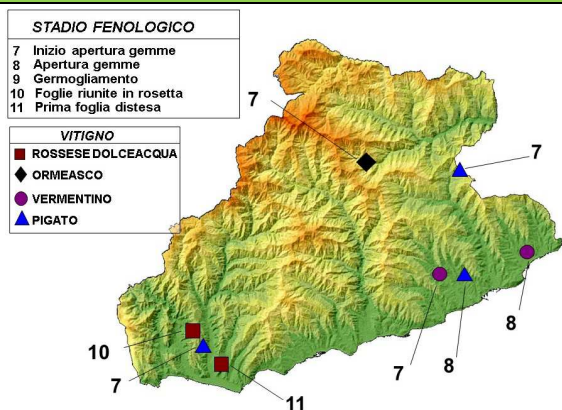 STADIO FENOLOGICO
7 Inizio apertura gemme
8 Apertura gemme
9 Germogliamento
10 Foglie riunite in rosetta
11 Prima foglia distesa
VITIGNO
ROSSESE DOLCEACQUA
ORMEASCO
VERMENTINO
PIGATO
7
7
8
10
7
7
8
11